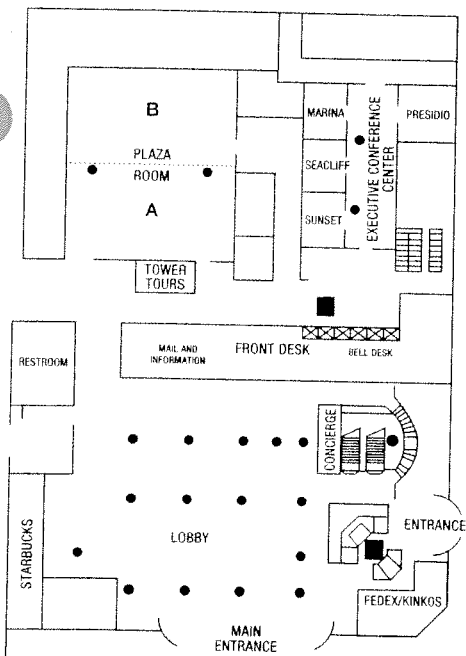 B
PLAZA
ROOM
A
TOWER
TOURS
MARINA
SEACLIFF
SUNSET
EXECUTIVE CONFERENCE
CENTER
PRESIDIO
RESTROOM
MAIL AND
INFORMATION
FRONT DESK
BELL DESK
CONCIERGE
STARBUCKS
LOBBY
ENTRANCE
FEDEX/KINKOS
MAIN
ENTRANCE